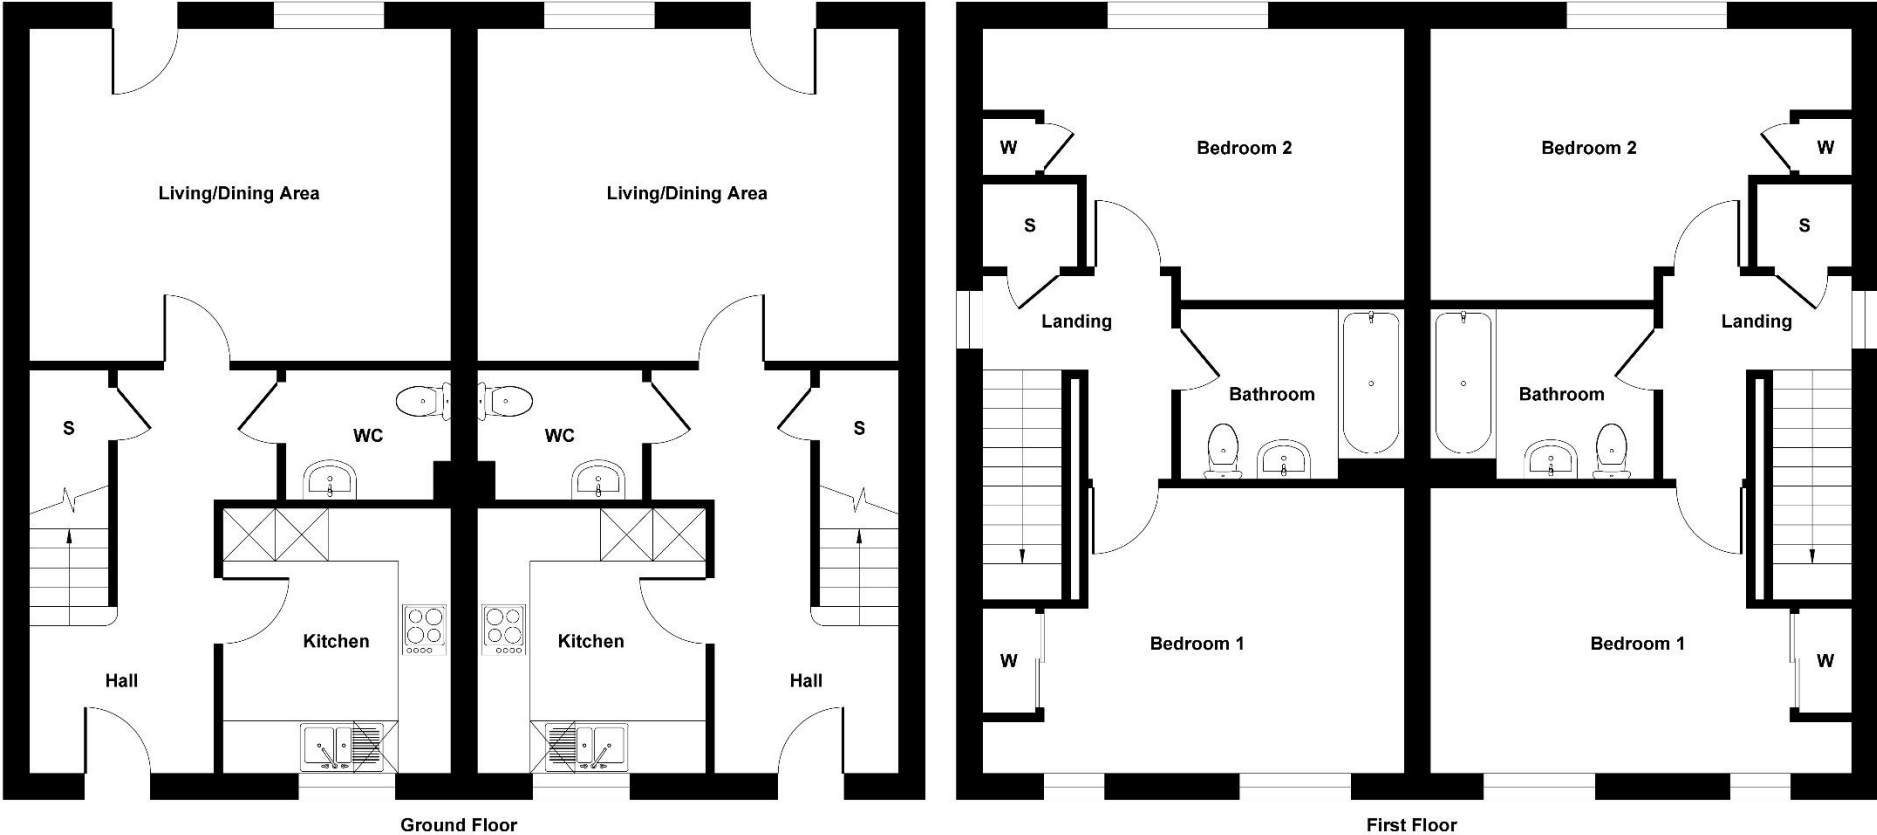 Bedroom 2
Bedroom 2
W
W
Living/Dining Area
Living/Dining Area
S
S
Landing
Landing
Bathroom
Bathroom
S
WC
WC
S
Kitchen
Kitchen
Bedroom 1
Bedroom 1
W
W
Hall
Hall
Ground Floor
First Floor